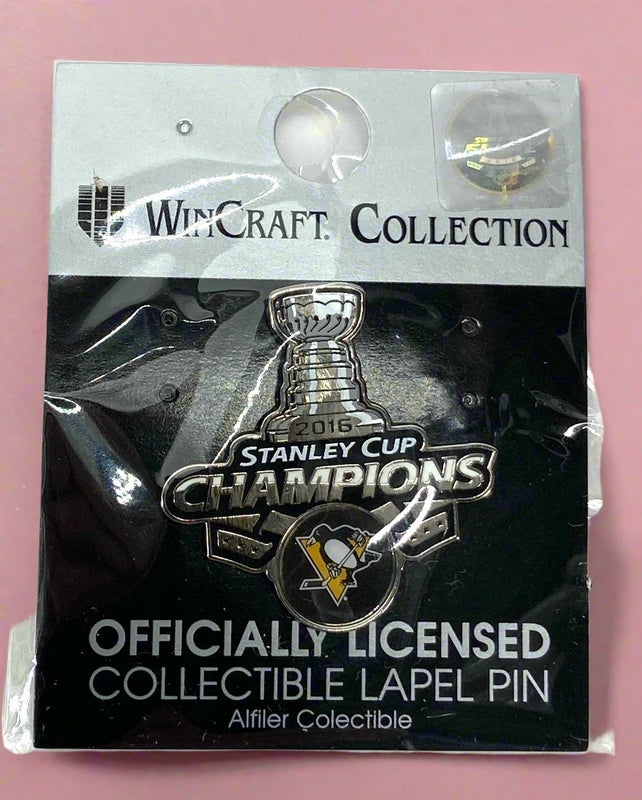 WINCRAFT. COLLECTION
2016
STANLEY CUP
CHAMPIONS
OFFICIALLY LICENSED
COLLECTIBLE LAPEL PIN
Alfiler Colectible